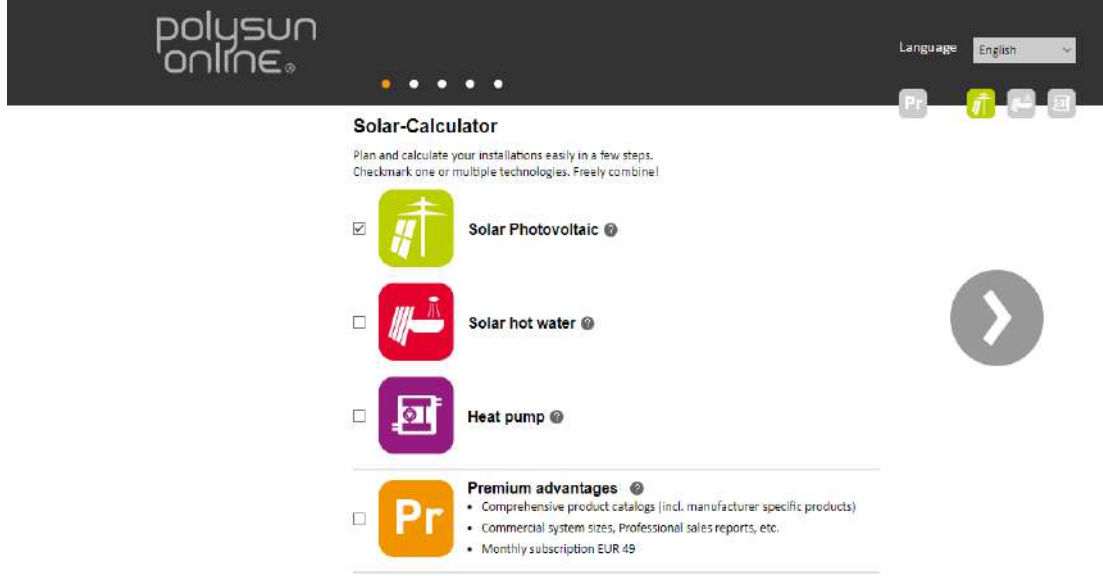 polysun
online®
Language English
Pr
Solar-Calculator
Plan and calculate your installations easily in a few steps.
Checkmark one or multiple technologies. Freely combine!
Solar Photovoltaic ?
Solar hot water ?
Heat pump ?
Pr
Premium advantages ?
• Comprehensive product catalogs (incl. manufacturer specific products)
• Commercial system sizes, Professional sales reports, etc.
• Monthly subscription EUR 49